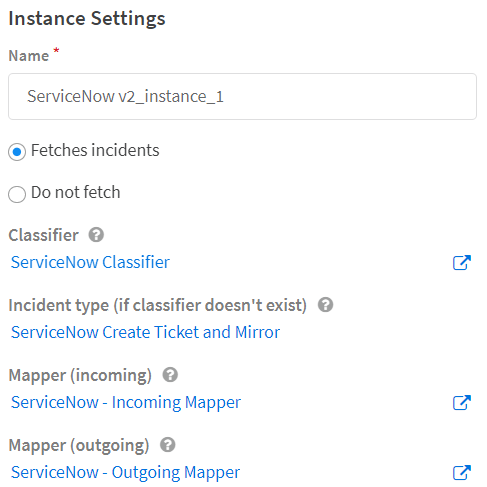 Instance Settings
Name *
ServiceNow v2_instance_1
Fetches incidents
Do not fetch
Classifier ?
ServiceNow Classifier
Incident type (if classifier doesn't exist) ?
ServiceNow Create Ticket and Mirror
Mapper (incoming) ?
ServiceNow - Incoming Mapper
Mapper (outgoing) ?
ServiceNow - Outgoing Mapper